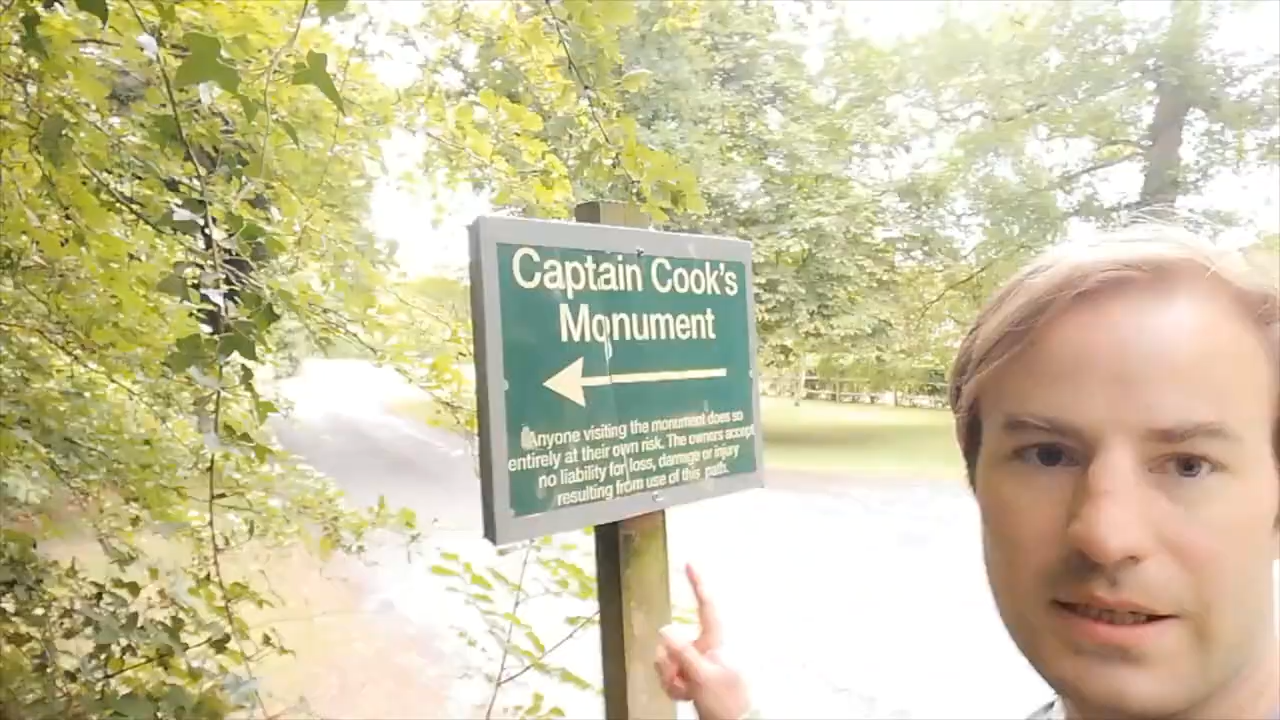 Captain Cook's
Monument
Anyone visiting the monument does so
entirely at their own risk. The owners accept
no liability for loss, damage or injury
resulting from use of this path.